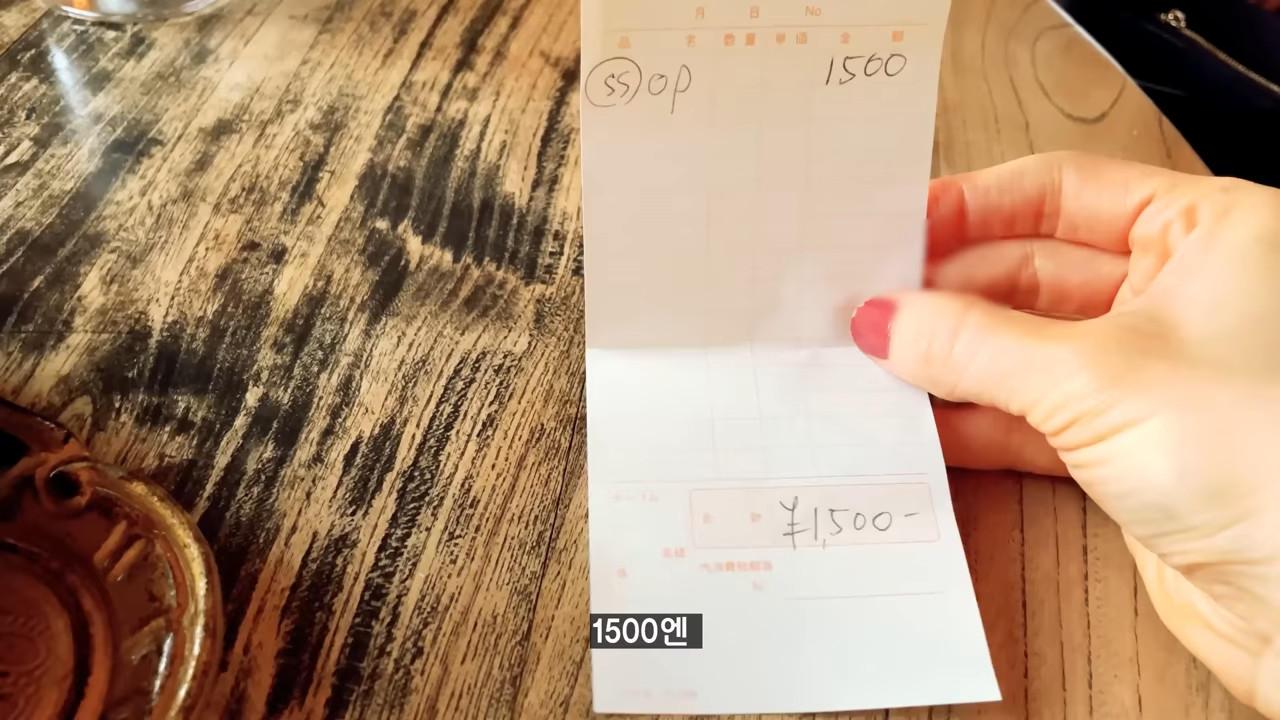 月 日 No
品 名 数量 単価 金 額
SS op 1500
¥1,500-
1500엔